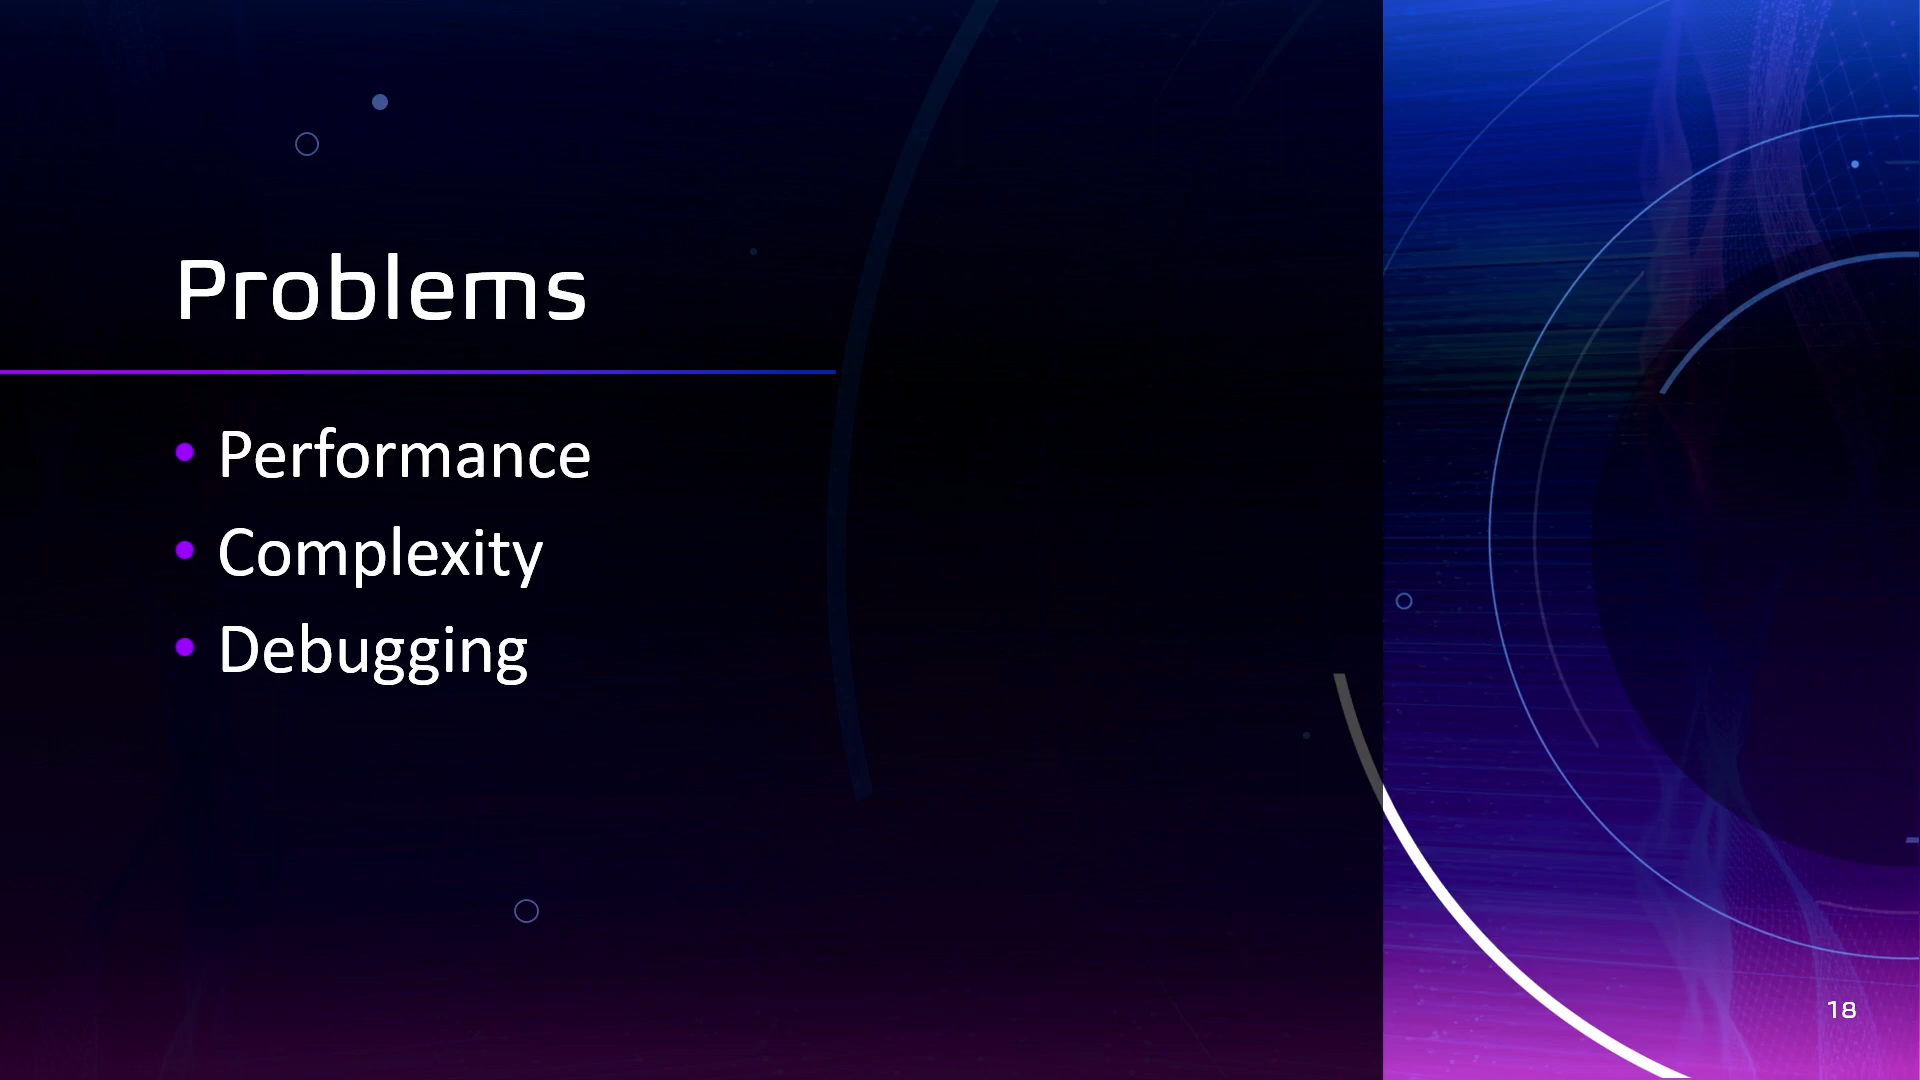 Problems
• Performance
• Complexity
• Debugging
18